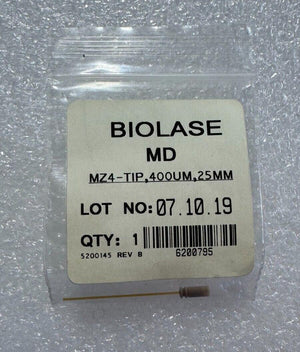 BIOLASE
MD
MZ4-TIP,400UM,25MM
LOT NO: 07.10.19
QTY: 1
5200145 REV B 6200795